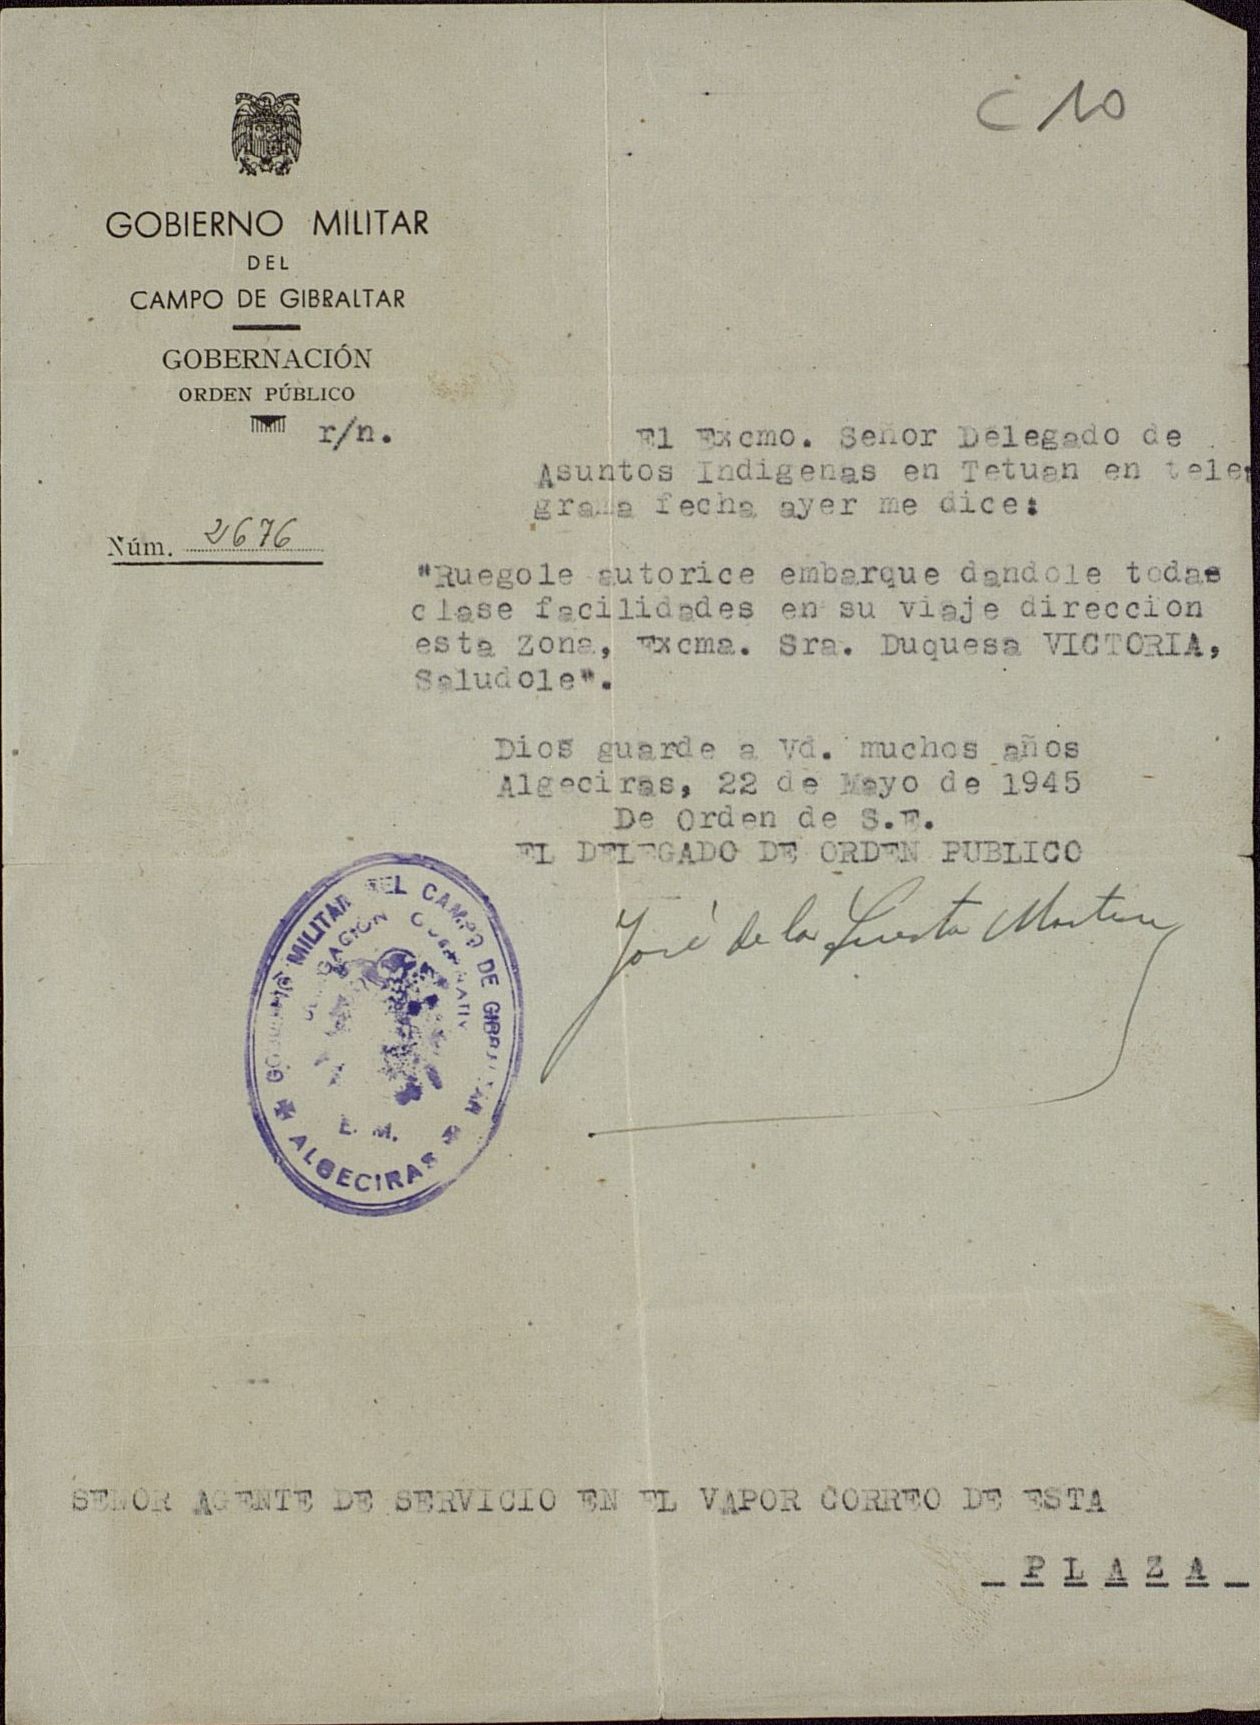 C 10
GOBIERNO MILITAR
DEL
CAMPO DE GIBRALTAR
GOBERNACIÓN
ORDEN PÚBLICO
r/n.
Núm. 2676
El Excmo. Señor Delegado de
Asuntos Indigenas en Tetuan en tele-
grama fecha ayer me dice:
"Ruegole autorice embarque dandole todas
clase facilidades en su viaje direccion
esta Zona, Excma. Sra. Duquesa VICTORIA,
Saludole".
Dios guarde a Vd. muchos años
Algeciras, 22 de Mayo de 1945
De Orden de S.E.
EL DELEGADO DE ORDEN PUBLICO
José de la Martinez
GOBIERNO MILITAR DEL CAMPO DE GIBRALTAR
E. M.
ALGECIRAS
SEÑOR AGENTE DE SERVICIO EN EL VAPOR CORREO DE ESTA
_ P L A Z A _